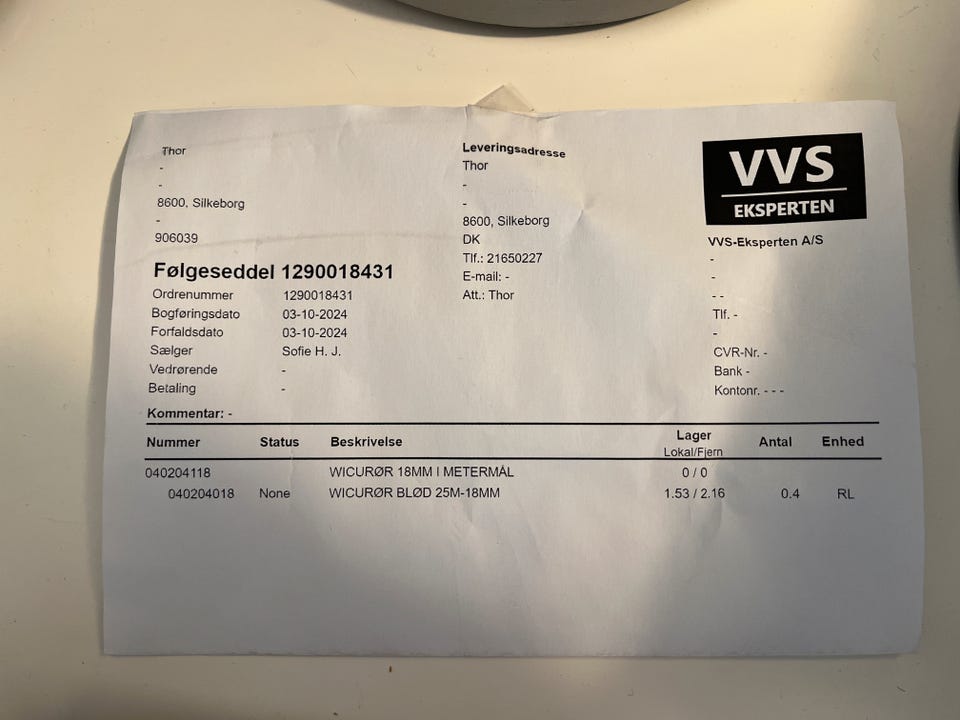 Thor
-
-
8600, Silkeborg
-
906039
Leveringsadresse
Thor
-
-
8600, Silkeborg
DK
Tlf.: 21650227
E-mail: -
Att.: Thor
VVS
EKSPERTEN
VVS-Eksperten A/S
-
-
- -
Tlf. -
-
CVR-Nr. -
Bank -
Kontonr. - - -
Følgeseddel 1290018431
Ordrenummer 1290018431
Bogføringsdato 03-10-2024
Forfaldsdato 03-10-2024
Sælger Sofie H. J.
Vedrørende -
Betaling -
Kommentar: -
Nummer Status Beskrivelse Lager Antal Enhed
Lokal/Fjern
040204118 WICURØR 18MM I METERMÅL 0 / 0
040204018 None WICURØR BLØD 25M-18MM 1.53 / 2.16 0.4 RL